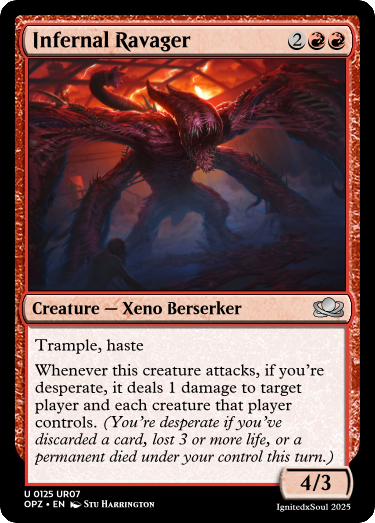 Infernal Ravager 2
Creature — Xeno Berserker
Trample, haste
Whenever this creature attacks, if you're
desperate, it deals 1 damage to target
player and each creature that player
controls. (You're desperate if you've
discarded a card, lost 3 or more life, or a
permanent died under your control this turn.)
4/3
U 0125 UR07
OPZ • EN Stu Harrington
IgnitedxSoul 2025